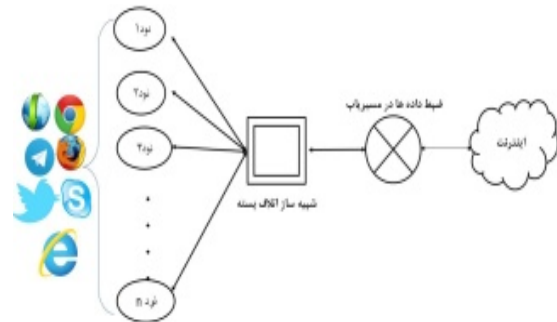 نود۱
نود۲
نود۳
نود n
شبیه ساز اتلاف بسته
ضبط داده ها در مسیریاب
اینترنت